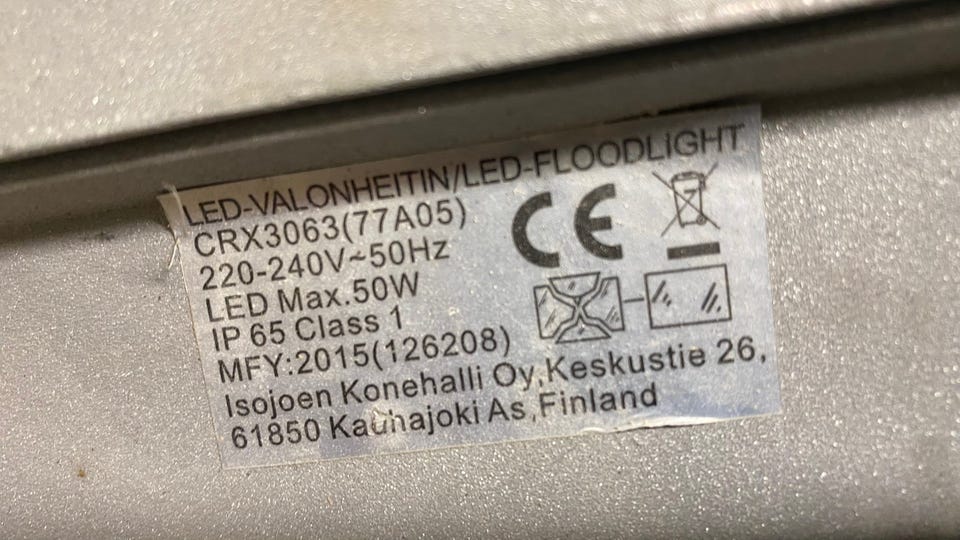 LED-VALONHEITIN/LED-FLOODLIGHT
CRX3063(77A05)
220-240V~50Hz
LED Max.50W
IP 65 Class 1
MFY:2015(126208)
Isojoen Konehalli Oy,Keskustie 26,
61850 Kauhajoki As,Finland
CE